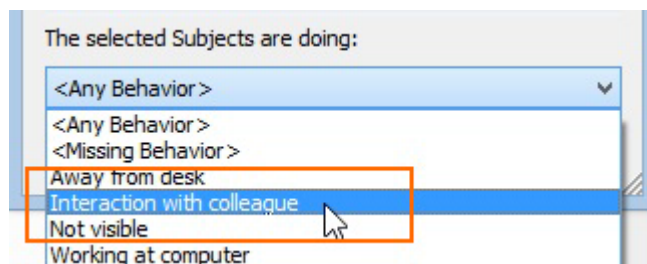 The selected Subjects are doing:
<Any Behavior>
<Any Behavior>
<Missing Behavior>
Away from desk
Interaction with colleague
Not visible
Working at computer